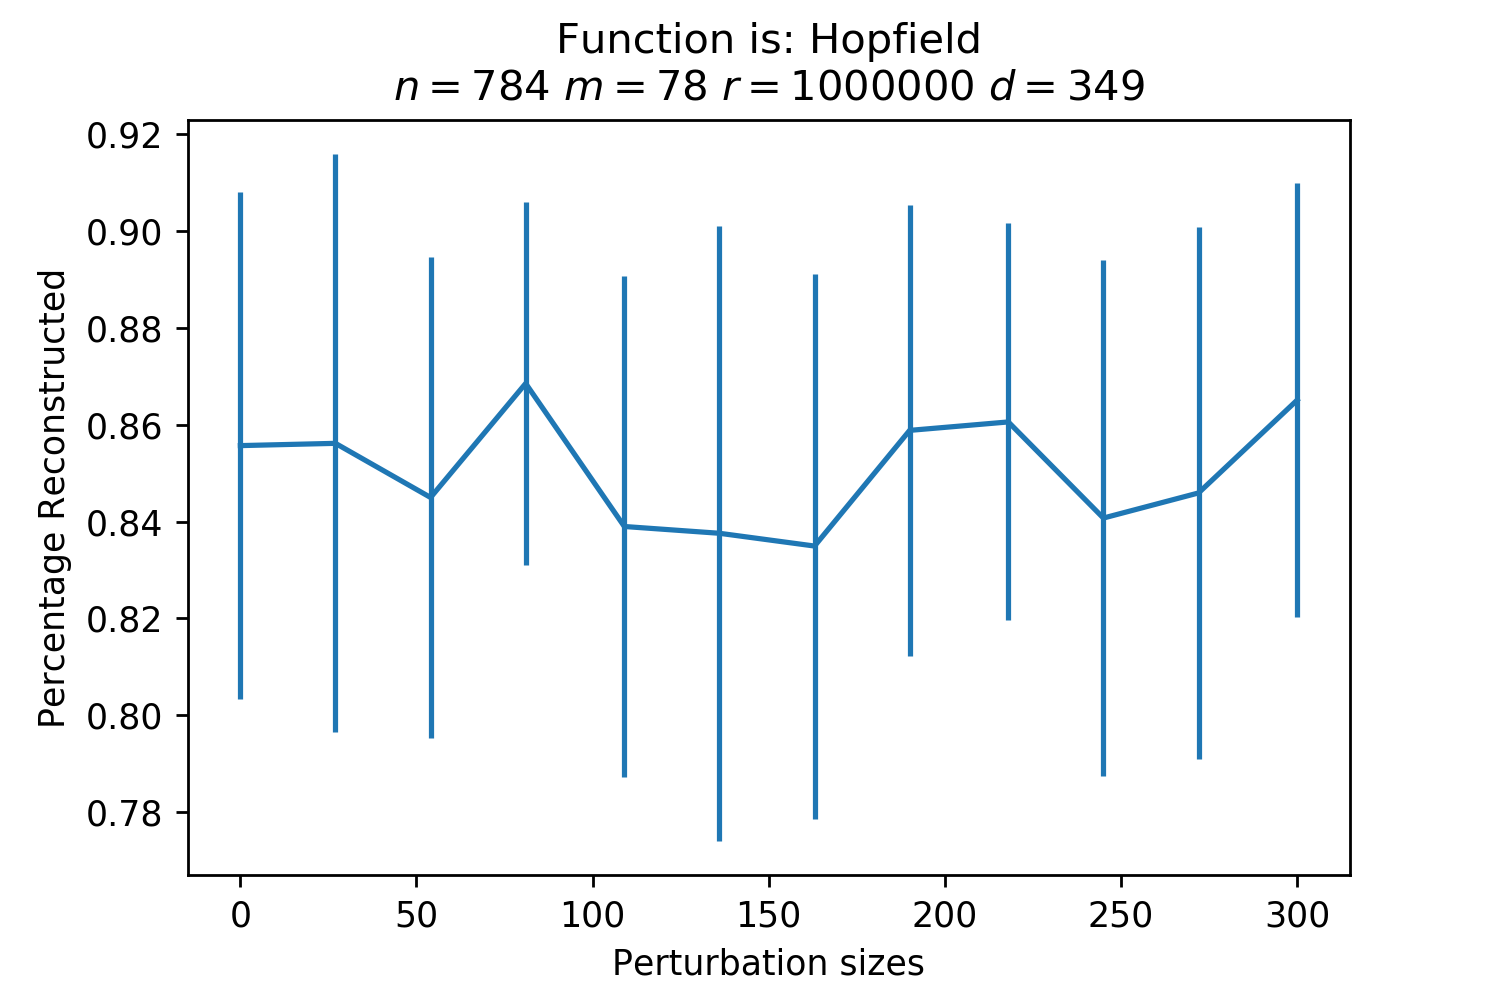 Function is: Hopfield
n = 784 m = 78 r = 1000000 d = 349
0.92
0.90
0.88
0.86
0.84
0.82
0.80
0.78
Percentage Reconstructed
0 50 100 150 200 250 300
Perturbation sizes